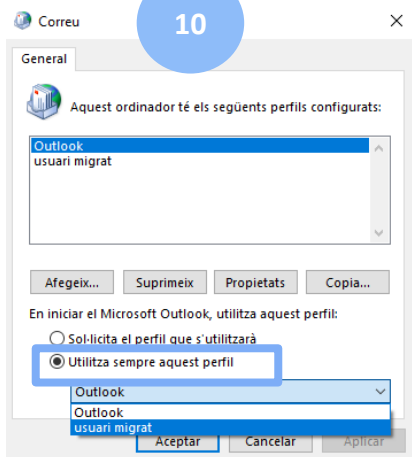 Correu
10
General
Aquest ordinador té els següents perfils configurats:
Outlook
usuari migrat
Afegeix... Suprimeix Propietats Copia...
En iniciar el Microsoft Outlook, utilitza aquest perfil:
Sol·licita el perfil que s'utilitzarà
Utilitza sempre aquest perfil
Outlook
Outlook
usuari migrat
Aceptar Cancelar Aplicar